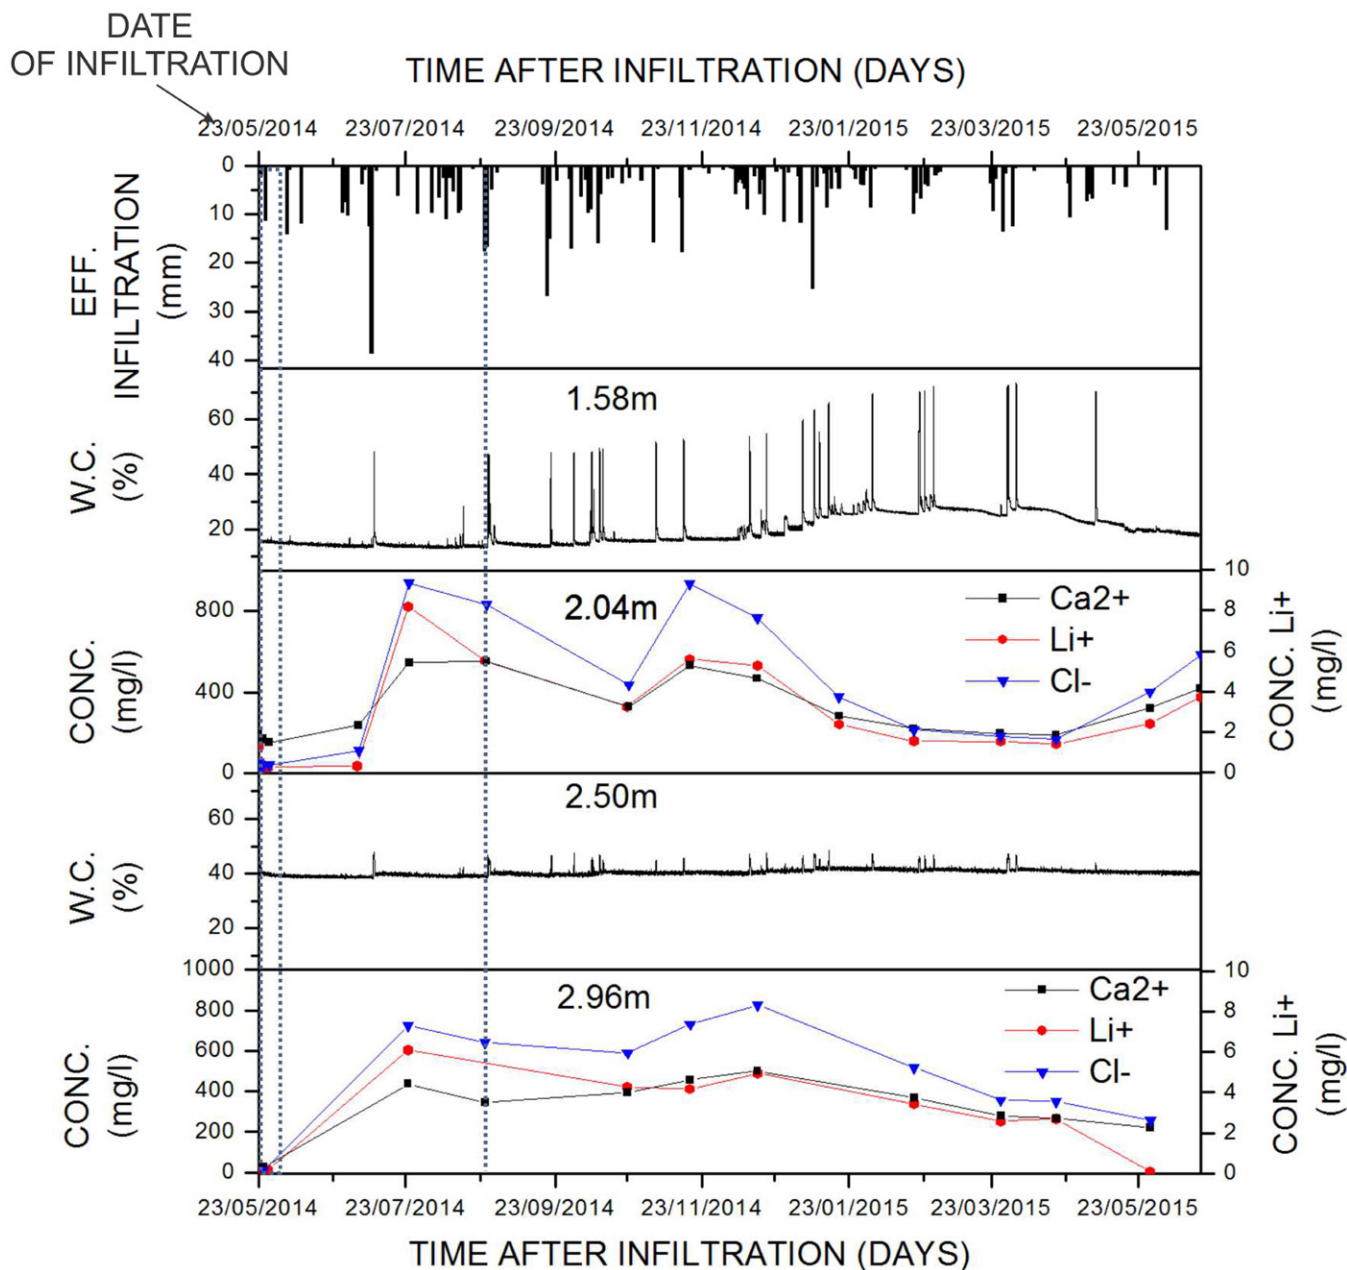 DATE
OF INFILTRATION
TIME AFTER INFILTRATION (DAYS)
23/05/2014 23/07/2014 23/09/2014 23/11/2014 23/01/2015 23/03/2015 23/05/2015
EFF.
INFILTRATION
(mm)
0
10
20
30
40
W.C.
(%)
60
40
20
1.58m
CONC.
(mg/l)
800
400
0
2.04m
Ca2+
Li+
Cl-
10
8
6
4
2
0
CONC. Li+
(mg/l)
W.C.
(%)
60
40
20
2.50m
CONC.
(mg/l)
1000
800
600
400
200
0
2.96m
Ca2+
Li+
Cl-
10
8
6
4
2
0
CONC. Li+
(mg/l)
23/05/2014 23/07/2014 23/09/2014 23/11/2014 23/01/2015 23/03/2015 23/05/2015
TIME AFTER INFILTRATION (DAYS)